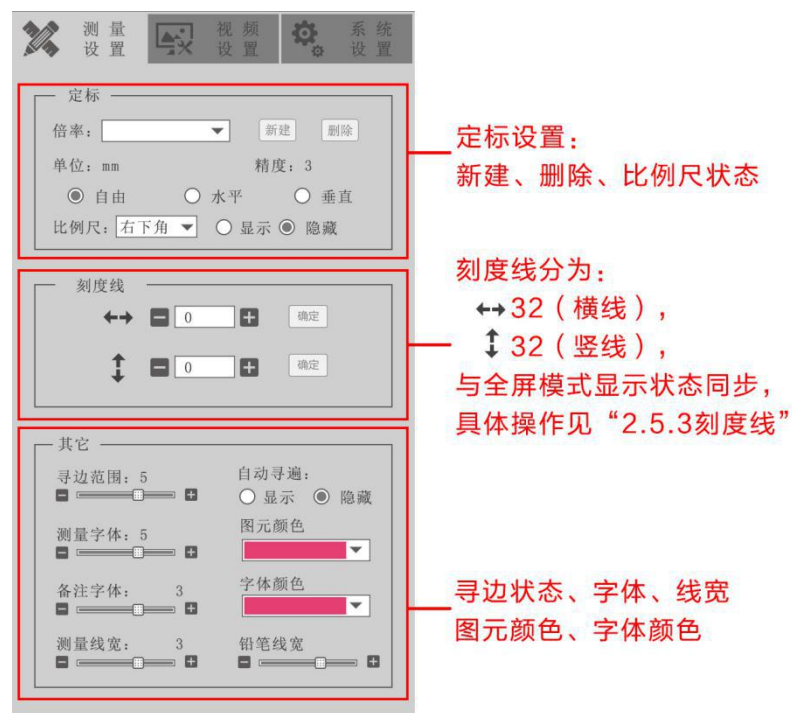 测量
设置
视频
设置
系统
设置
定标
倍率：
新建
删除
单位：mm
精度：3
自由
水平
垂直
比例尺：
右下角
显示
隐藏
定标设置：
新建、删除、比例尺状态
刻度线
0
确定
0
确定
刻度线分为：
↔32（横线），
↕32（竖线），
与全屏模式显示状态同步，
具体操作见“2.5.3刻度线”
其它
寻边范围：5
自动寻遍：
显示
隐藏
测量字体：5
图元颜色
备注字体： 3
字体颜色
测量线宽： 3
铅笔线宽
寻边状态、字体、线宽
图元颜色、字体颜色